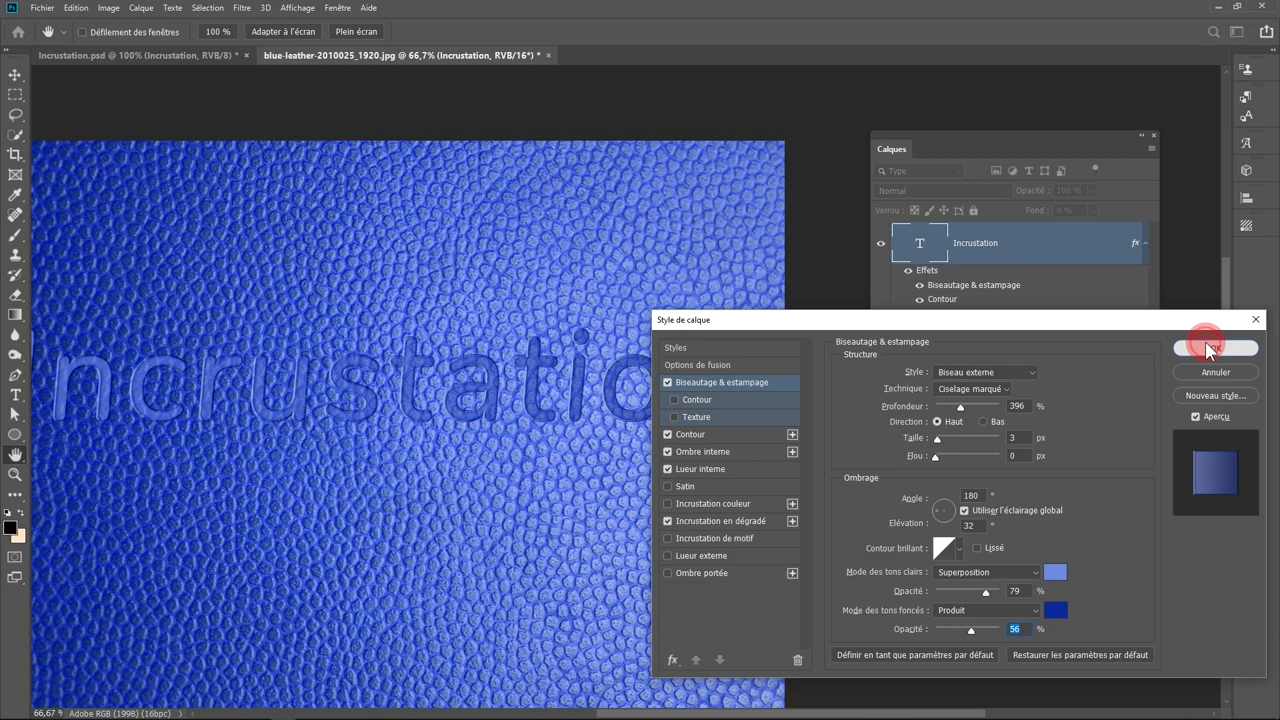 Ps Fichier Edition Image Calque Texte Sélection Filtre 3D Affichage Fenêtre Aide
Défilement des fenêtres 100 % Adapter à l'écran Plein écran
Incrustation.psd @ 100% (Incrustation, RVB/8) * × blue-leather-2010025_1920.jpg @ 66,7% (Incrustation, RVB/16*) * ×
Calques
Type
Normal Opacité : 100 %
Verrou : Fond : 0 %
T Incrustation fx
Effets
Biseautage & estampage
Contour
Incrustatio
Style de calque
Styles
Options de fusion
Biseautage & estampage
Contour
Texture
Contour
Ombre interne
Lueur interne
Satin
Incrustation couleur
Incrustation en dégradé
Incrustation de motif
Lueur externe
Ombre portée
fx
Biseautage & estampage
Structure
Style : Biseau externe
Technique : Ciselage marqué
Profondeur : 396 %
Direction : Haut Bas
Taille : 3 px
Flou : 0 px
Ombrage
Angle : 180 °
Utiliser l'éclairage global
Elévation : 32 °
Contour brillant : Lissé
Mode des tons clairs : Superposition
Opacité : 79 %
Mode des tons foncés : Produit
Opacité : 56 %
Définir en tant que paramètres par défaut Restaurer les paramètres par défaut
OK
Annuler
Nouveau style...
Aperçu
66,67 % Adobe RGB (1998) (16bpc)